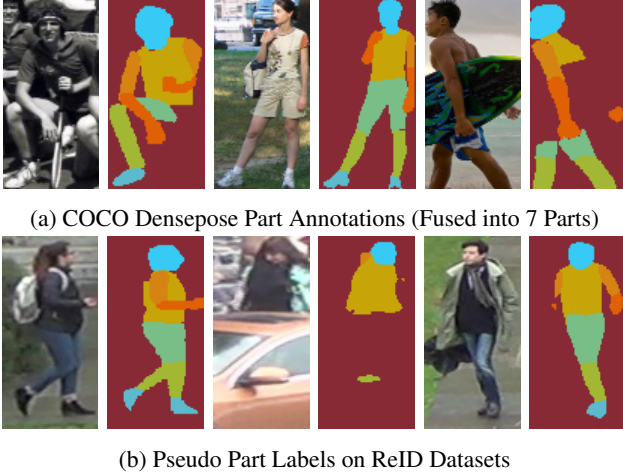 (a) COCO Densepose Part Annotations (Fused into 7 Parts)
(b) Pseudo Part Labels on ReID Datasets